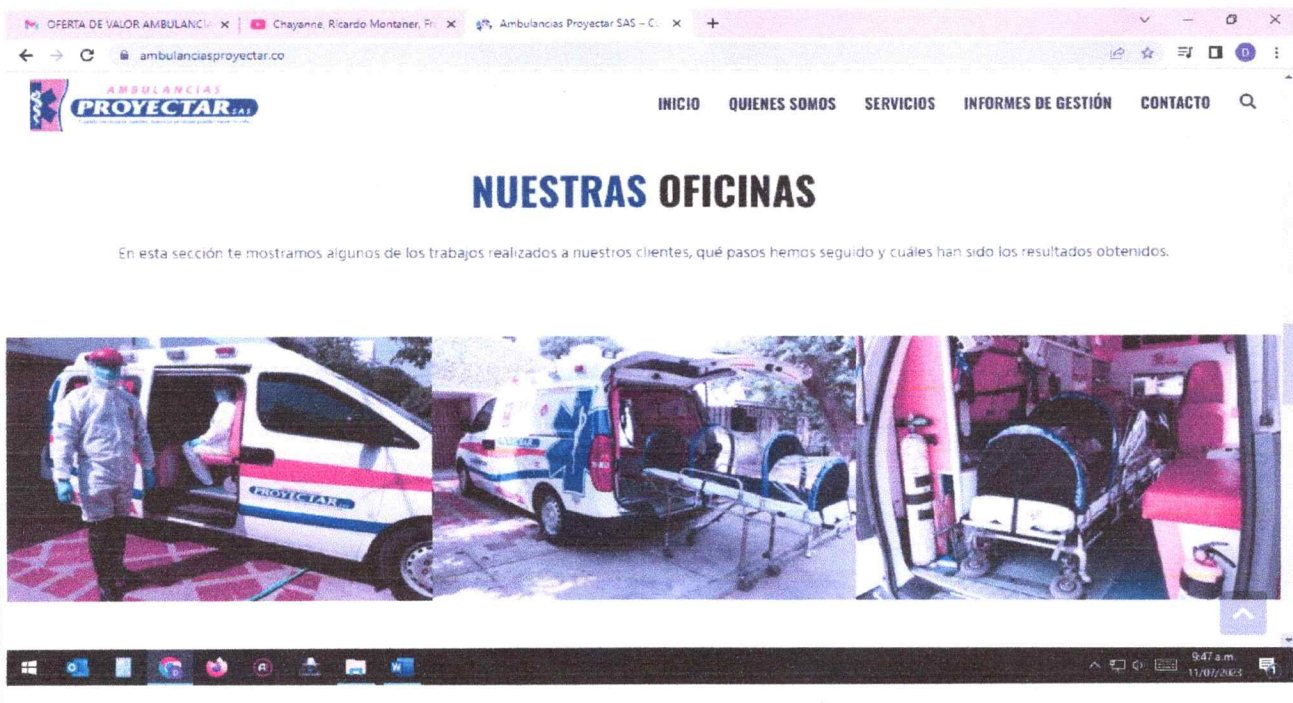 OFERTA DE VALOR AMBULANCI
Chayanne, Ricardo Montaner, Fr
Ambulancias Proyectar SAS – C
ambulanciasproyectar.co
D
AMBULANCIAS
PROYECTAR SAS
INICIO
QUIENES SOMOS
SERVICIOS
INFORMES DE GESTIÓN
CONTACTO
NUESTRAS OFICINAS
En esta sección te mostramos algunos de los trabajos realizados a nuestros clientes, qué pasos hemos seguido y cuáles han sido los resultados obtenidos.
PROYECTAR
9:47 a.m.
11/07/2023